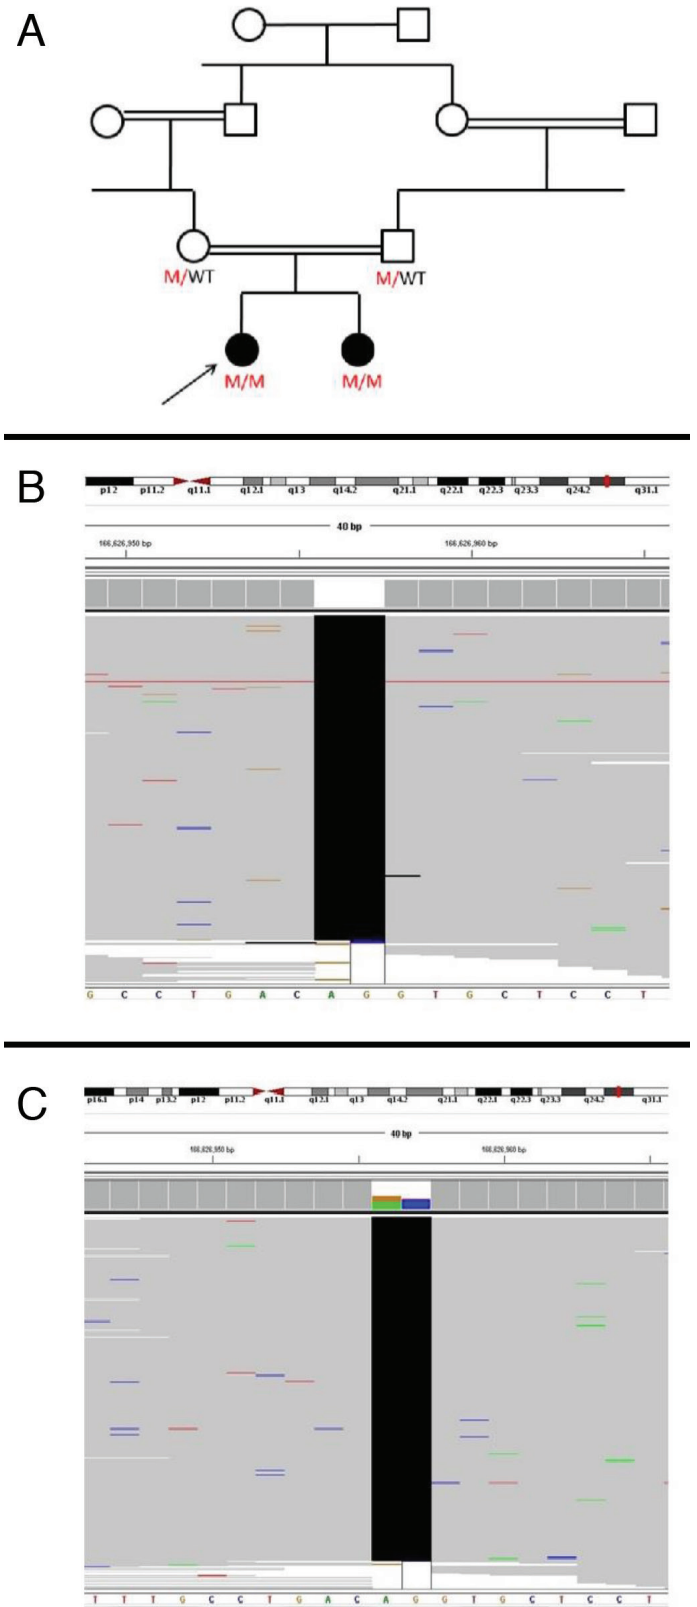 A
M/WT M/WT
M/M M/M
B
p12 p11.2 q11.1 q12.1 q13 q14.2 q21.1 q22.1 q22.3 q23.3 q24.2 q31.1
40 bp
166,626,950 bp 166,626,960 bp
G C C T G A C A G G T G C T C C T
C
p16.1 p14 p13.2 p12 p11.2 q11.1 q12.1 q13 q14.2 q21.1 q22.1 q22.3 q23.3 q24.2 q31.1
40 bp
166,626,950 bp 166,626,960 bp
T T T G C C T G A C A G G T G C T C C T